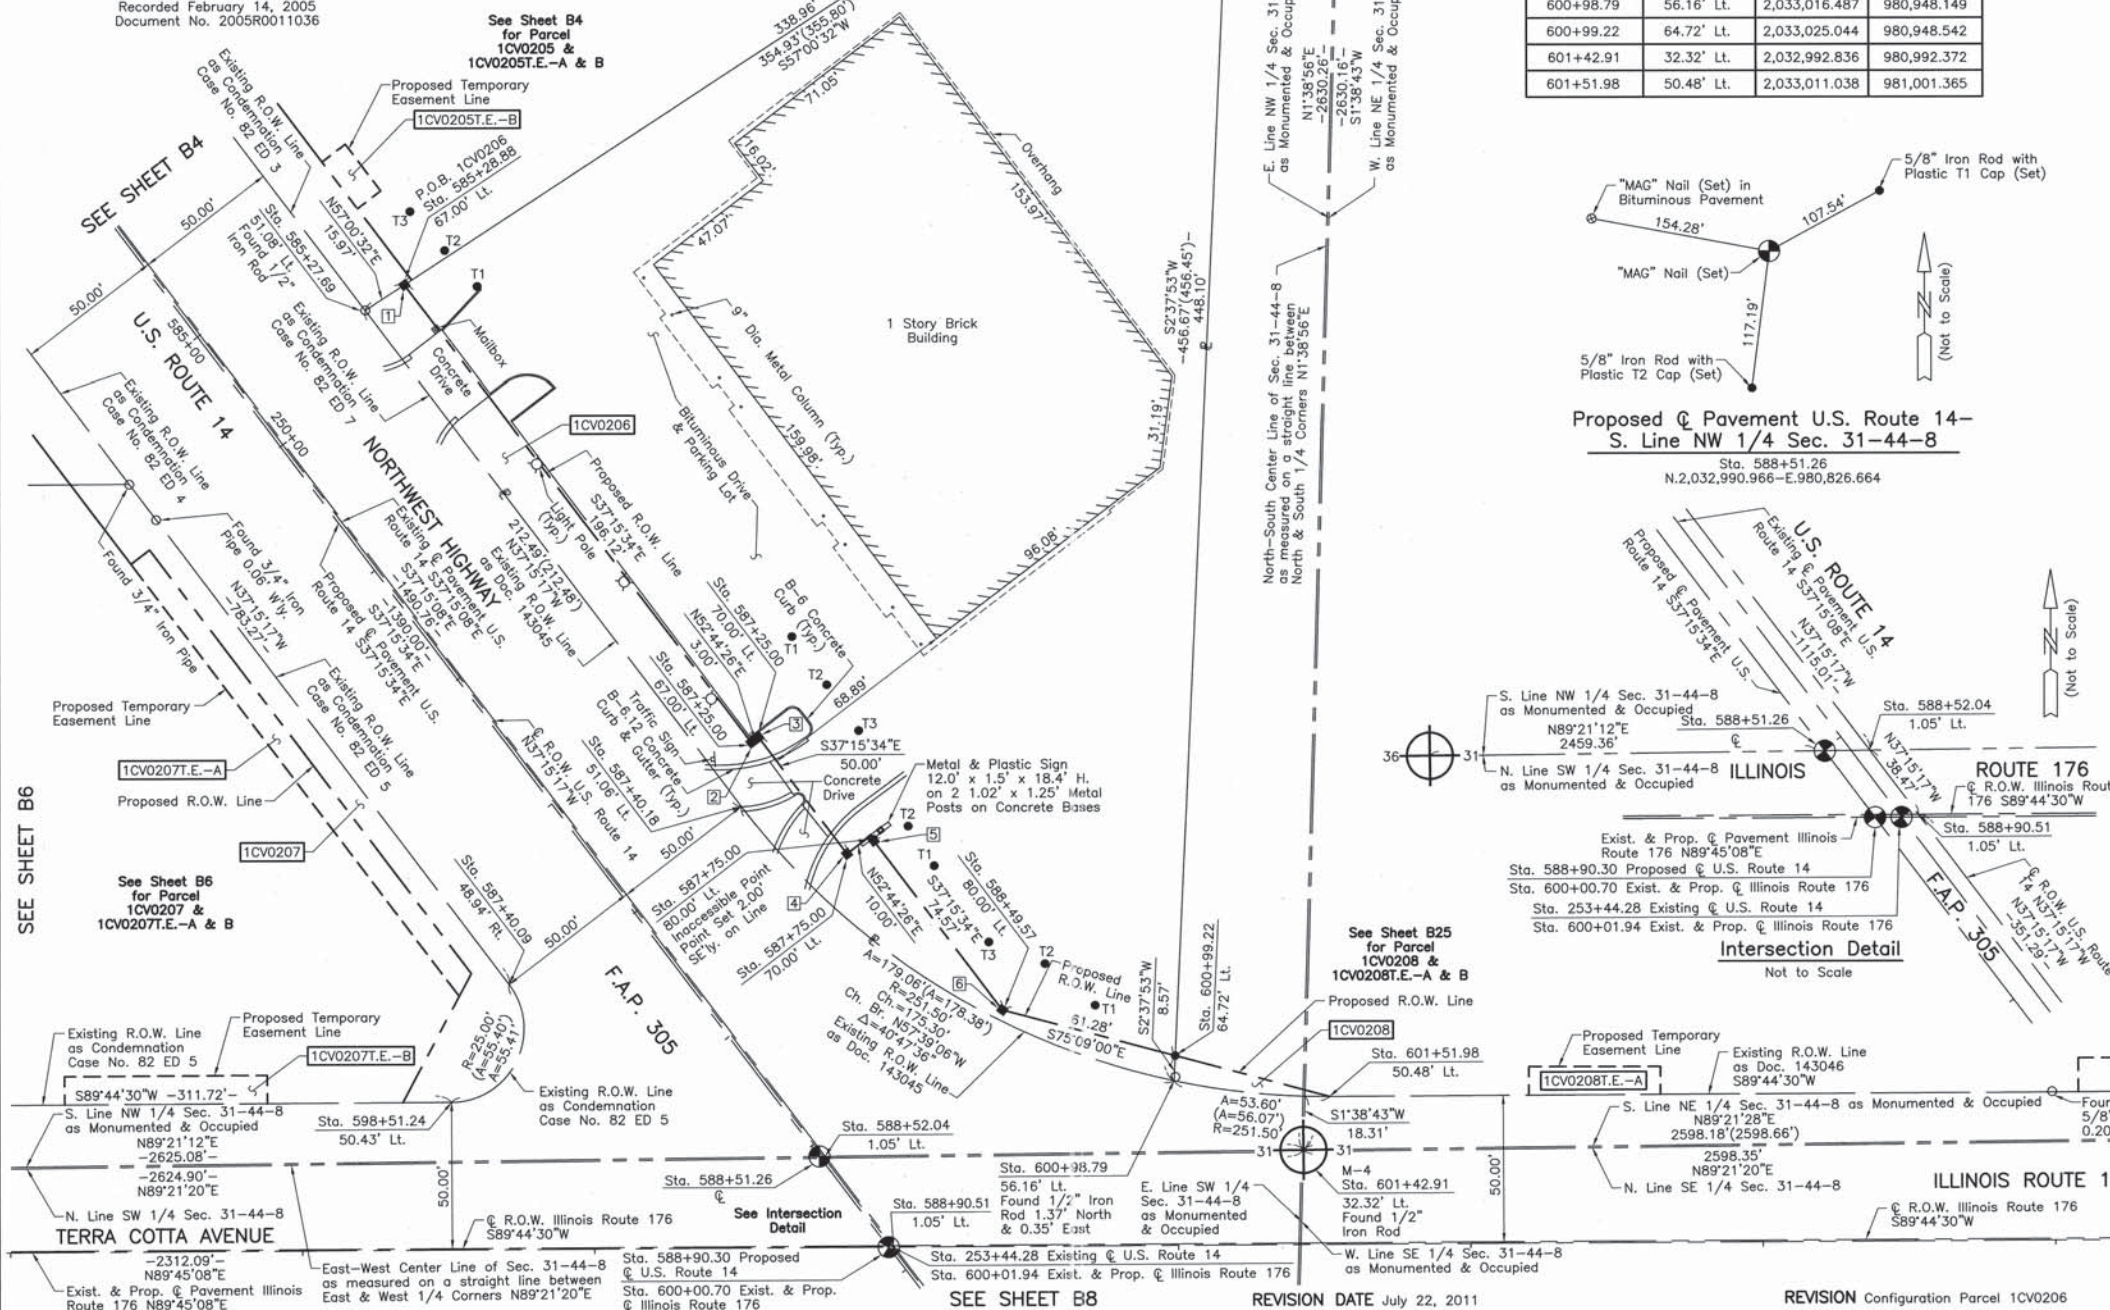 Recorded February 14, 2005
Document No. 2005R0011036
See Sheet B4
for Parcel
1CV0205 &
1CV0205T.E.-A & B
338.96'
354.93'(355.80')
S57°00'32"W
Existing R.O.W. Line
as Condemnation
Case No. 82 ED 3
Proposed Temporary
Easement Line
1CV0205T.E.-B
P.O.B. 1CV0206
Sta. 585+28.88
67.00' Lt.
T3
T2
T1
SEE SHEET B4
50.00'
50.00'
N57°00'32"E
15.97'
Sta. 585+27.69
51.08' Lt.
Found 1/2"
Iron Rod
1
Mailbox
Concrete
Drive
Existing R.O.W. Line
as Condemnation
Case No. 82 ED 7
U.S. ROUTE 14
585+00
250+00
NORTHWEST HIGHWAY
Existing R.O.W. Line
as Condemnation
Case No. 82 ED 4
71.05'
16.02'
47.07'
Overhang
153.97'
1 Story Brick
Building
9" Dia. Metal Column (Typ.)
159.98'
31.19'
96.08'
68.89'
Bituminous Drive
& Parking Lot
1CV0206
Light Pole
(Typ.)
Proposed R.O.W. Line
S37°15'34"E
196.12'
212.49'(212.48')
N37°15'17"W
Existing R.O.W. Line
as Doc. 143045
Existing ℄ Pavement U.S.
Route 14 S37°15'08"E
S37°15'08"E
-490.76'-
-1390.00'-
S37°15'34"E
Proposed ℄ Pavement U.S.
Route 14 S37°15'34"E
Found 3/4" Iron
Pipe 0.06' W'ly.
N37°15'17"W
-783.27'-
Found 3/4" Iron Pipe
Existing R.O.W. Line
as Condemnation
Case No. 82 ED 5
Proposed Temporary
Easement Line
1CV0207T.E.-A
Proposed R.O.W. Line
1CV0207
SEE SHEET B6
See Sheet B6
for Parcel
1CV0207 &
1CV0207T.E.-A & B
Sta. 587+25.00
70.00' Lt.
N52°44'26"E
3.00'
Sta. 587+25.00
67.00' Lt.
B-6 Concrete
Curb (Typ.)
T1
T2
T3
Traffic Sign
B-6.12 Concrete
Curb & Gutter (Typ.)
Sta. 587+40.18
51.06' Lt.
℄ R.O.W. U.S. Route 14
N37°15'17"W
2
3
S37°15'34"E
50.00'
Concrete
Drive
Metal & Plastic Sign
12.0' x 1.5' x 18.4' H.
on 2 1.02' x 1.25' Metal
Posts on Concrete Bases
T2
5
T1
50.00'
50.00'
Sta. 587+75.00
80.00' Lt.
Inaccessible Point
Point Set 2.00'
SE'ly. on Line
4
Sta. 587+75.00
70.00' Lt.
N52°44'26"E
10.00'
S37°15'34"E
74.57'
T3
Sta. 588+49.57
80.00' Lt.
6
T2
Proposed
R.O.W. Line
T1
61.28'
S75°09'00"E
A=179.06'(A=178.38')
R=251.50'
Ch.=175.30'
Ch. Br. N57°39'06"W
Δ=40°47'36"
Existing R.O.W. Line
as Doc. 143045
Sta. 587+40.09
48.94' Rt.
F.A.P. 305
R=25.00'
(A=55.40')
A=55.41'
Existing R.O.W. Line
as Condemnation
Case No. 82 ED 5
Proposed Temporary
Easement Line
1CV0207T.E.-B
S89°44'30"W -311.72'-
S. Line NW 1/4 Sec. 31-44-8
as Monumented & Occupied
N89°21'12"E
-2625.08'-
-2624.90'-
N89°21'20"E
N. Line SW 1/4 Sec. 31-44-8
Sta. 598+51.24
50.43' Lt.
50.00'
Existing R.O.W. Line
as Condemnation
Case No. 82 ED 5
TERRA COTTA AVENUE
-2312.09'-
N89°45'08"E
Exist. & Prop. ℄ Pavement Illinois
Route 176 N89°45'08"E
East-West Center Line of Sec. 31-44-8
as measured on a straight line between
East & West 1/4 Corners N89°21'20"E
℄ R.O.W. Illinois Route 176
S89°44'30"W
Sta. 588+52.04
1.05' Lt.
Sta. 588+51.26
℄
See Intersection
Detail
Sta. 588+90.51
1.05' Lt.
Sta. 588+90.30 Proposed
℄ U.S. Route 14
Sta. 600+00.70 Exist. & Prop.
℄ Illinois Route 176
Sta. 253+44.28 Existing ℄ U.S. Route 14
Sta. 600+01.94 Exist. & Prop. ℄ Illinois Route 176
SEE SHEET B8
Sta. 600+98.79
56.16' Lt.
Found 1/2" Iron
Rod 1.37' North
& 0.35' East
E. Line SW 1/4
Sec. 31-44-8
as Monumented
& Occupied
W. Line SE 1/4 Sec. 31-44-8
as Monumented & Occupied
M-4
Sta. 601+42.91
32.32' Lt.
Found 1/2"
Iron Rod
31
31
A=53.60'
(A=56.07')
R=251.50'
S1°38'43"W
18.31'
S2°37'53"W
8.57'
Sta. 600+99.22
64.72' Lt.
See Sheet B25
for Parcel
1CV0208 &
1CV0208T.E.-A & B
Proposed R.O.W. Line
1CV0208
Sta. 601+51.98
50.48' Lt.
50.00'
Proposed Temporary
Easement Line
1CV0208T.E.-A
Existing R.O.W. Line
as Doc. 143046
S89°44'30"W
S. Line NE 1/4 Sec. 31-44-8 as Monumented & Occupied
N89°21'28"E
2598.18'(2598.66')
2598.35'
N89°21'20"E
N. Line SE 1/4 Sec. 31-44-8
Foun
5/8"
0.20
ILLINOIS ROUTE 1
℄ R.O.W. Illinois Route 176
S89°44'30"W
REVISION DATE July 22, 2011
REVISION Configuration Parcel 1CV0206
S2°37'53"W
-456.67'(456.45')-
448.10'
E. Line NW 1/4 Sec. 31
as Monumented & Occup
N1°38'56"E
-2630.26'-
-2630.16'-
S1°38'43"W
W. Line NE 1/4 Sec. 31
as Monumented & Occup
North-South Center Line of Sec. 31-44-8
as measured on a straight line between
North & South 1/4 Corners N1°38'56"E
600+98.79 56.16' Lt. 2,033,016.487 980,948.149
600+99.22 64.72' Lt. 2,033,025.044 980,948.542
601+42.91 32.32' Lt. 2,032,992.836 980,992.372
601+51.98 50.48' Lt. 2,033,011.038 981,001.365
"MAG" Nail (Set) in
Bituminous Pavement
5/8" Iron Rod with
Plastic T1 Cap (Set)
154.28'
107.54'
"MAG" Nail (Set)
117.19'
5/8" Iron Rod with
Plastic T2 Cap (Set)
N
(Not to Scale)
Proposed ℄ Pavement U.S. Route 14-
S. Line NW 1/4 Sec. 31-44-8
Sta. 588+51.26
N.2,032,990.966-E.980,826.664
Proposed ℄ Pavement U.S.
Route 14 S37°15'34"E
Existing ℄ Pavement U.S.
Route 14 S37°15'08"E
U.S. ROUTE 14
N37°15'17"W
-1115.01'-
N
(Not to Scale)
S. Line NW 1/4 Sec. 31-44-8
as Monumented & Occupied
N89°21'12"E
2459.36'
Sta. 588+51.26
℄
Sta. 588+52.04
1.05' Lt.
36
31
N. Line SW 1/4 Sec. 31-44-8
as Monumented & Occupied
ILLINOIS
ROUTE 176
N37°15'17"W
38.47'
℄ R.O.W. Illinois Rout
176 S89°44'30"W
Sta. 588+90.51
1.05' Lt.
Exist. & Prop. ℄ Pavement Illinois
Route 176 N89°45'08"E
Sta. 588+90.30 Proposed ℄ U.S. Route 14
Sta. 600+00.70 Exist. & Prop. ℄ Illinois Route 176
Sta. 253+44.28 Existing ℄ U.S. Route 14
Sta. 600+01.94 Exist. & Prop. ℄ Illinois Route 176
Intersection Detail
Not to Scale
F.A.P. 305
℄ R.O.W. U.S. Route
14 N37°15'17"W
N37°15'17"W
-351.29'-